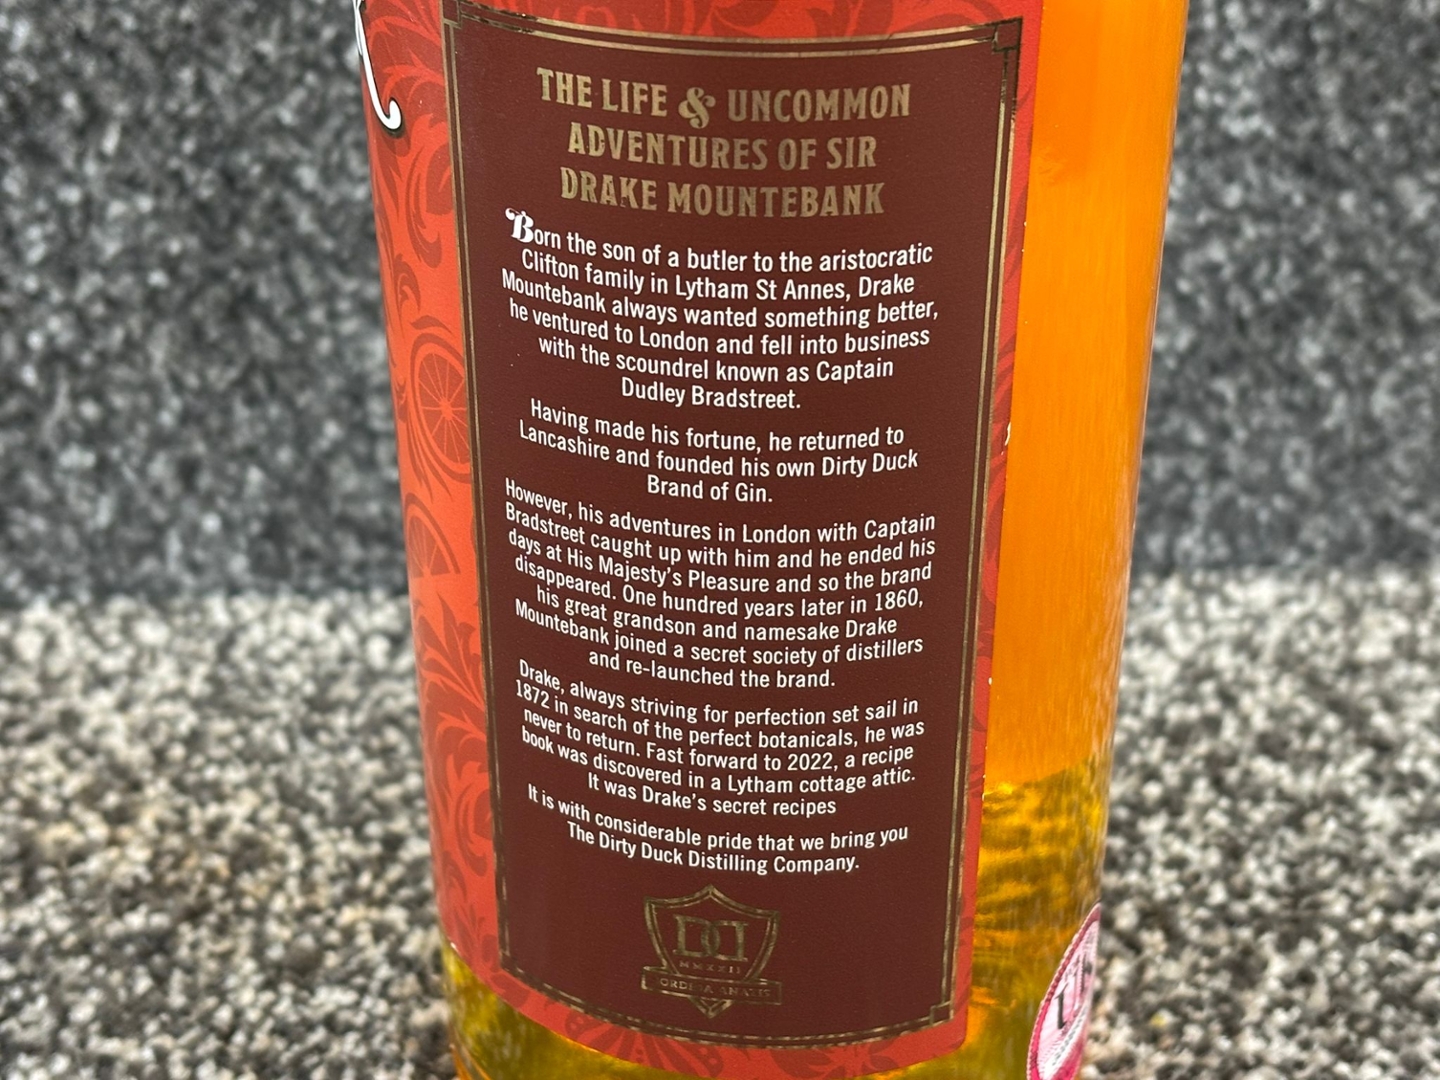 THE LIFE & UNCOMMON
ADVENTURES OF SIR
DRAKE MOUNTEBANK
Born the son of a butler to the aristocratic
Clifton family in Lytham St Annes, Drake
Mountebank always wanted something better,
he ventured to London and fell into business
with the scoundrel known as Captain
Dudley Bradstreet.
Having made his fortune, he returned to
Lancashire and founded his own Dirty Duck
Brand of Gin.
However, his adventures in London with Captain
Bradstreet caught up with him and he ended his
days at His Majesty's Pleasure and so the brand
disappeared. One hundred years later in 1860,
his great grandson and namesake Drake
Mountebank joined a secret society of distillers
and re-launched the brand.
Drake, always striving for perfection set sail in
1872 in search of the perfect botanicals, he was
never to return. Fast forward to 2022, a recipe
book was discovered in a Lytham cottage attic.
It was Drake's secret recipes
It is with considerable pride that we bring you
The Dirty Duck Distilling Company.
DD
MMXXII